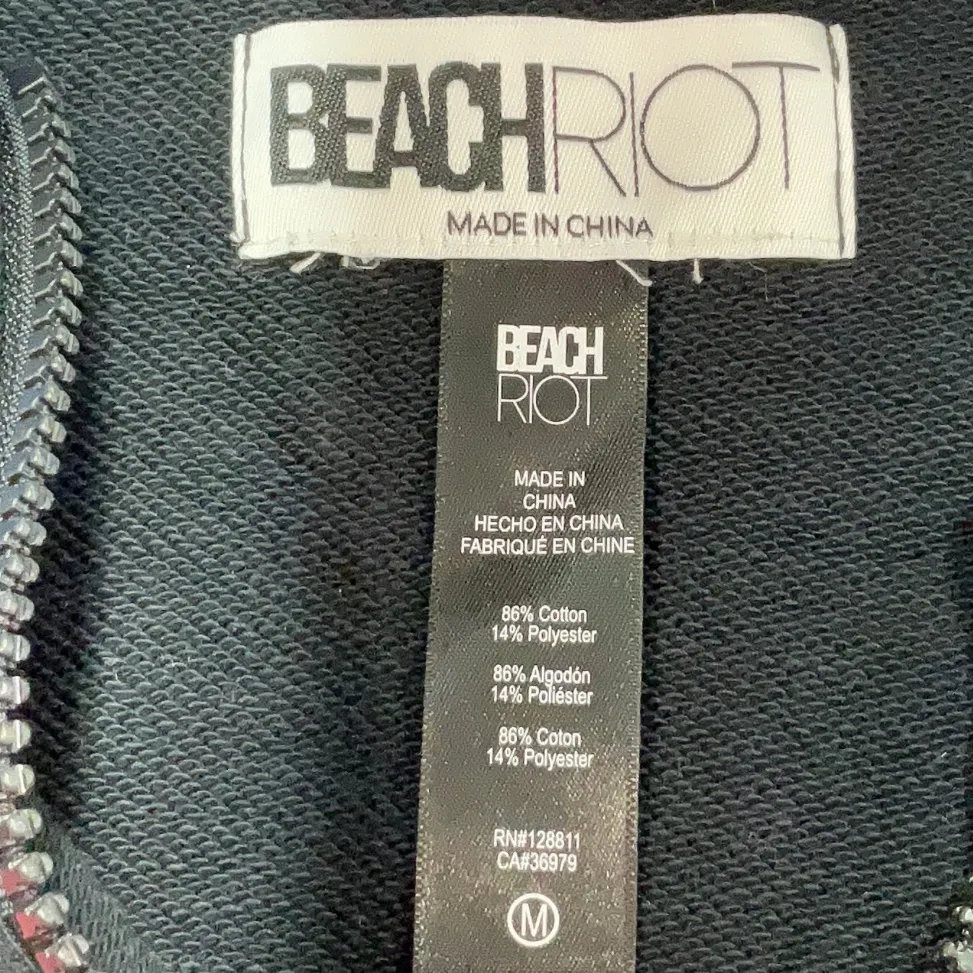 BEACHRIOT
MADE IN CHINA
BEACH
RIOT
MADE IN
CHINA
HECHO EN CHINA
FABRIQUÉ EN CHINE
86% Cotton
14% Polyester
86% Algodón
14% Poliéster
86% Coton
14% Polyester
RN#128811
CA#36979
M